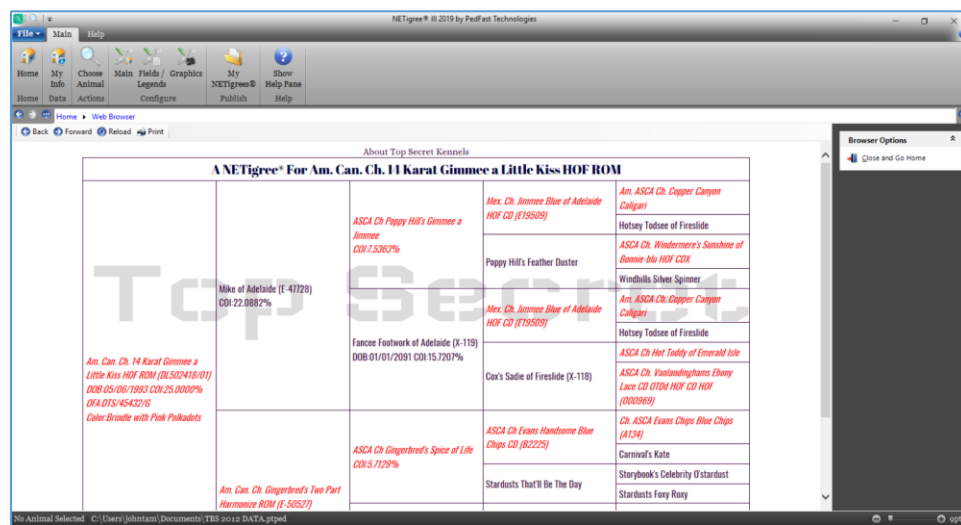 NETigree® III 2019 by PedFast Technologies
File Main Help
Home My Info Choose Animal Main Fields / Legends Graphics My NETigrees® Show Help Pane
Home Data Actions Configure Publish Help
Home Web Browser
Back Forward Reload Print
Browser Options
Close and Go Home
About Top Secret Kennels
A NETigree® For Am. Can. Ch. 14 Karat Gimmee a Little Kiss HOF ROM
Top Secret
Am. Can. Ch. 14 Karat Gimmee a
Little Kiss HOF ROM (DL502418/01)
DOB:05/06/1993 COI:25.0000%
OFA:DTS/45432/G
Color:Brindle with Pink Polkadots
Mike of Adelaide (E-47728)
COI:22.0882%
Am. Can. Ch. Gingerbred's Two Part
Harmonize ROM (E-50527)
ASCA Ch Poppy Hill's Gimmee a
Jimmee
COI:7.5363%
Fancee Footwork of Adelaide (X-119)
DOB:01/01/2091 COI:15.7207%
ASCA Ch Gingerbred's Spice of Life
COI:5.7129%
Mex. Ch. Jimmee Blue of Adelaide
HOF CD (E19509)
Poppy Hill's Feather Duster
Mex. Ch. Jimmee Blue of Adelaide
HOF CD (E19509)
Cox's Sadie of Fireslide (X-118)
ASCA Ch Evans Handsome Blue
Chips CD (B2225)
Stardusts That'll Be The Day
Am. ASCA Ch. Copper Canyon
Caligari
Hotsey Todsee of Fireslide
ASCA Ch. Windermere's Sunshine of
Bonnie-blu HOF CDX
Windhills Silver Spinner
Am. ASCA Ch. Copper Canyon
Caligari
Hotsey Todsee of Fireslide
ASCA Ch Hot Toddy of Emerald Isle
ASCA Ch. Vanlandinghams Ebony
Lace CD OTDd HOF CD HOF
(000969)
Ch. ASCA Evans Chips Blue Chips
(A134)
Carnival's Kate
Storybook's Celebrity O'stardust
Stardusts Foxy Roxy
No Animal Selected C:\Users\johntam\Documents\TBS 2012 DATA.ptped